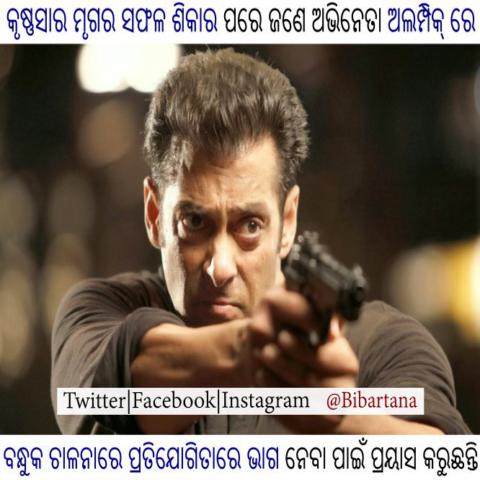 କୃଷ୍ଣସାର ମୃଗର ସଫଳ ଶିକାର ପରେ ଜଣେ ଅଭିନେତା ଅଲମ୍ପିକ୍ ରେ
Twitter|Facebook|Instagram @Bibartana
ବନ୍ଧୁକ ଚାଳନାରେ ପ୍ରତିଯୋଗିତାରେ ଭାଗ ନେବା ପାଇଁ ପ୍ରୟାସ କରୁଛନ୍ତି